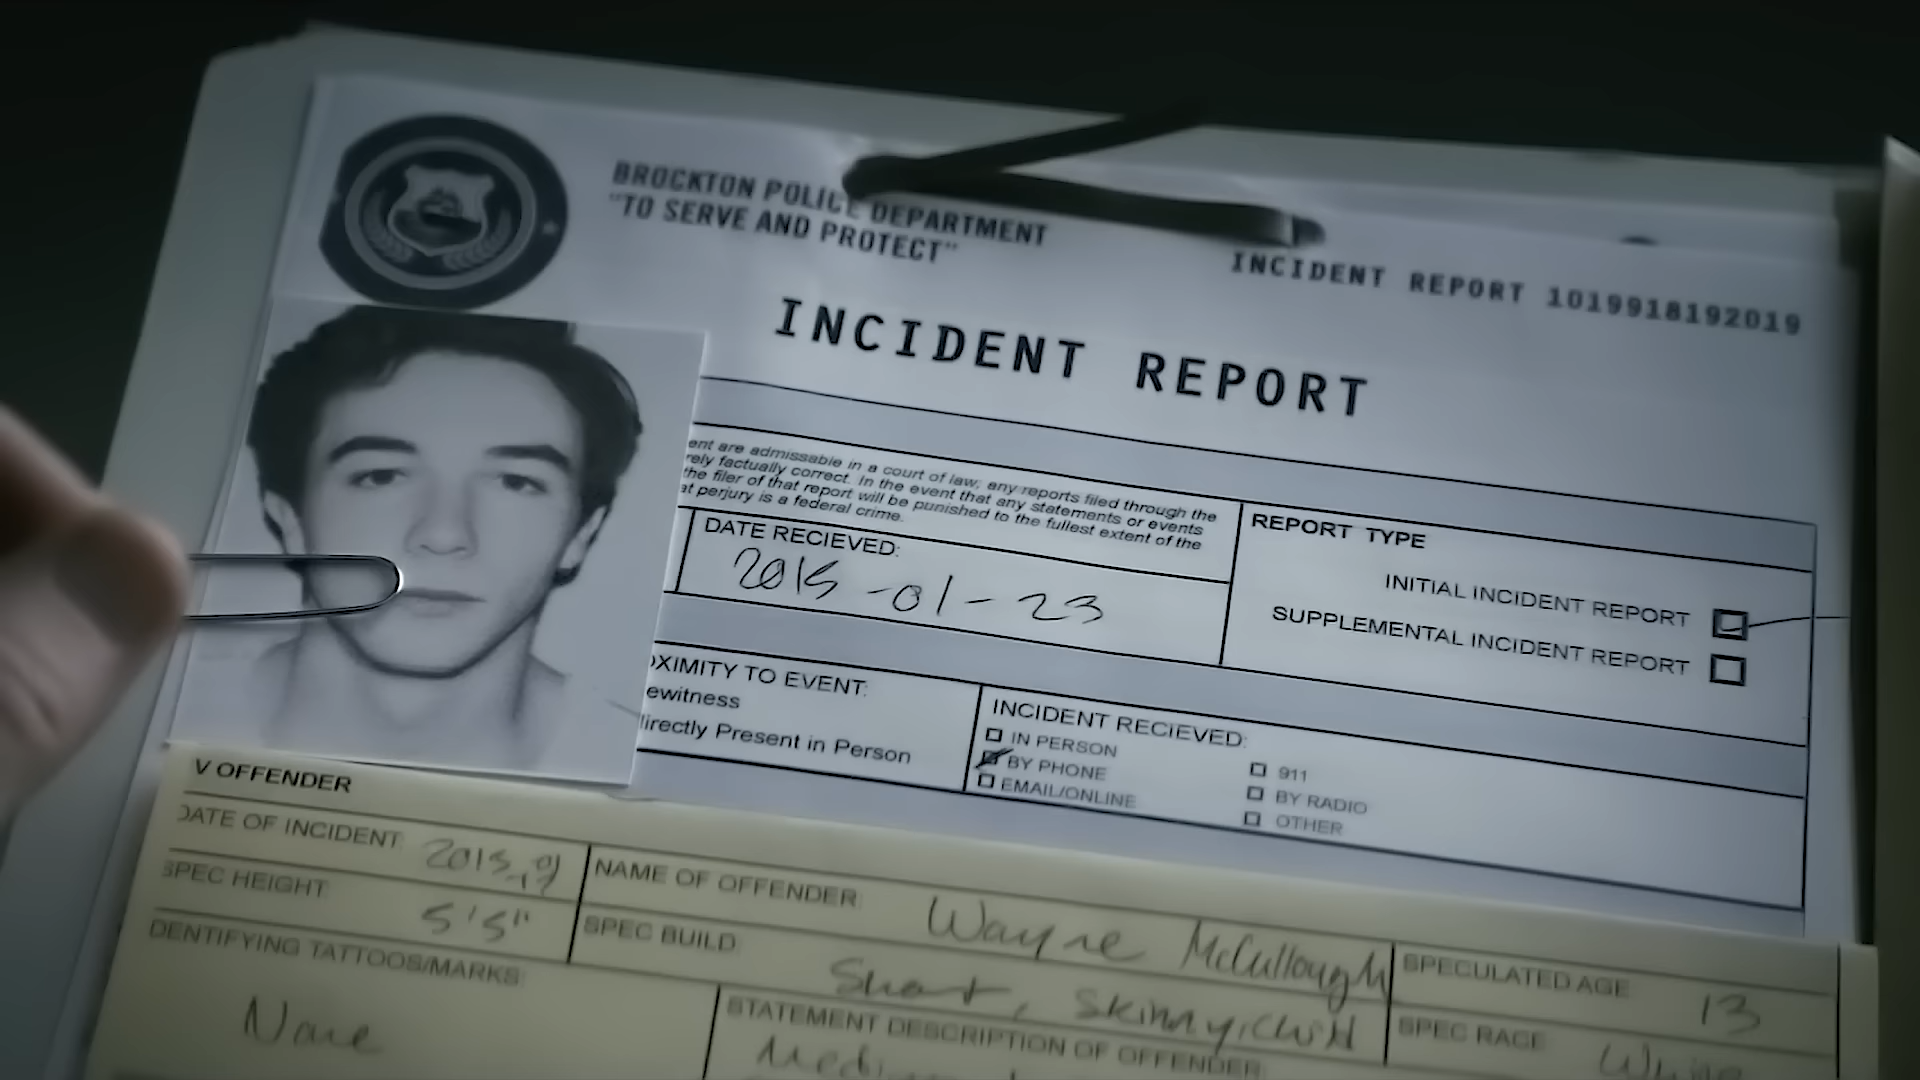 BROCKTON POLICE DEPARTMENT
"TO SERVE AND PROTECT"
INCIDENT REPORT 1019918192019
INCIDENT REPORT
ent are admissable in a court of law; any reports filed through the
rely factually correct. In the event that any statements or events
the filer of that report will be punished to the fullest extent of the
at perjury is a federal crime.
DATE RECIEVED:
2015-01-23
REPORT TYPE
INITIAL INCIDENT REPORT
SUPPLEMENTAL INCIDENT REPORT
OXIMITY TO EVENT:
ewitness
directly Present in Person
INCIDENT RECIEVED:
IN PERSON
BY PHONE
EMAIL/ONLINE
911
BY RADIO
OTHER
V OFFENDER
DATE OF INCIDENT:
2015
SPEC HEIGHT:
5'5"
DENTIFYING TATTOOS/MARKS:
None
NAME OF OFFENDER:
Wayne McCullough
SPEC BUILD:
Short, Skinny, Child
STATEMENT DESCRIPTION OF OFFENDER:
SPECULATED AGE
13
SPEC RACE
White